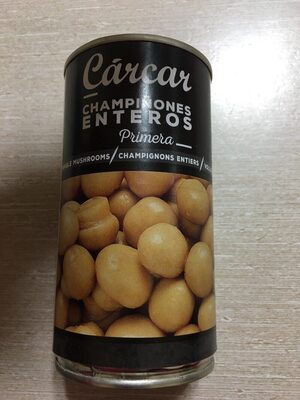 Cárcar
CHAMPIÑONES
ENTEROS
Primera
MUSHROOMS / CHAMPIGNONS ENTIERS /